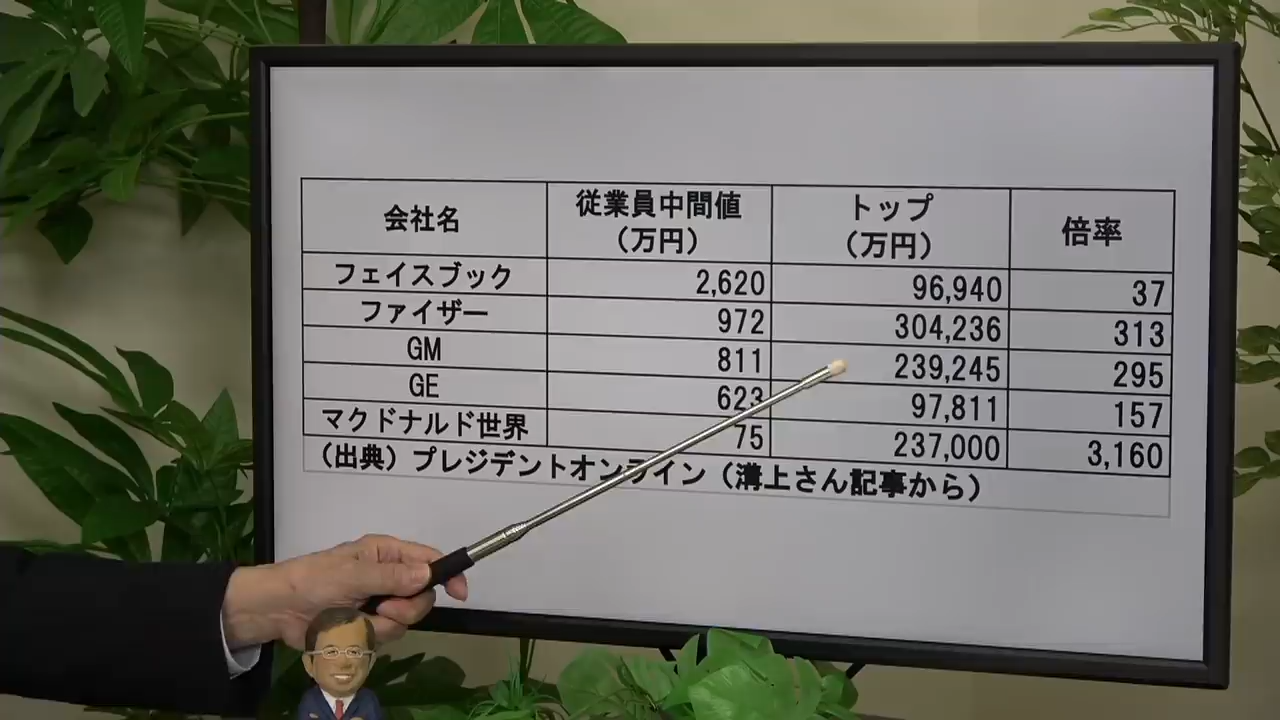 会社名 従業員中間値（万円） トップ（万円） 倍率
フェイスブック 2,620 96,940 37
ファイザー 972 304,236 313
GM 811 239,245 295
GE 623 97,811 157
マクドナルド世界 75 237,000 3,160
（出典）プレジデントオンライン（溝上さん記事から）